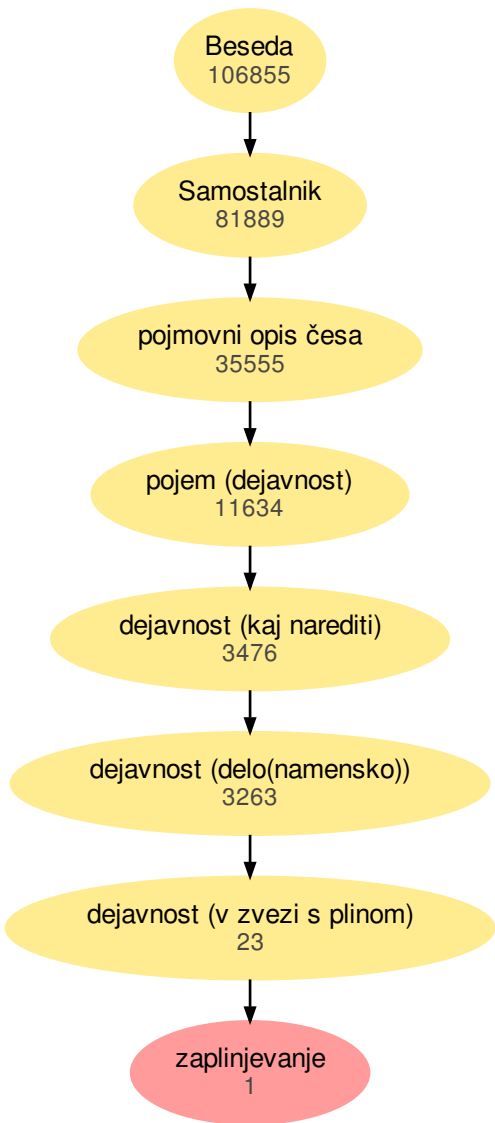 Beseda
106855
Samostalnik
81889
pojmovni opis česa
35555
pojem (dejavnost)
11634
dejavnost (kaj narediti)
3476
dejavnost (delo(namensko))
3263
dejavnost (v zvezi s plinom)
23
zaplinjevanje
1